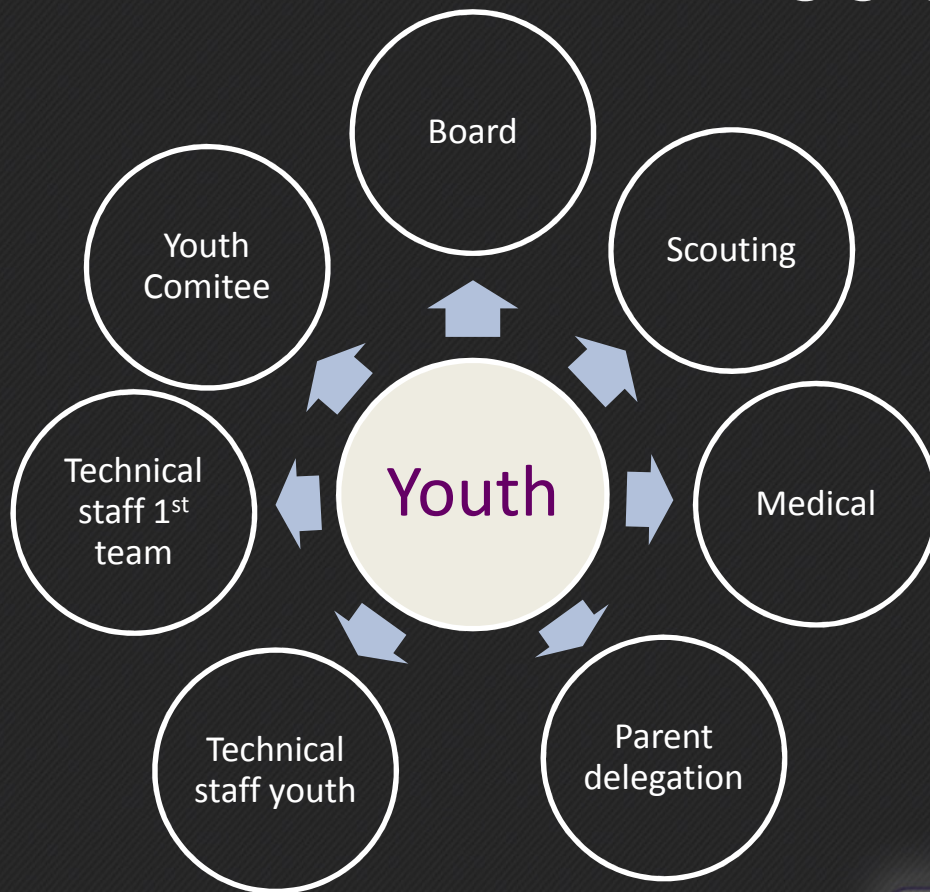 Board
Scouting
Youth
Comitee
Technical
staff 1st
team
Youth
Medical
Technical
staff youth
Parent
delegation